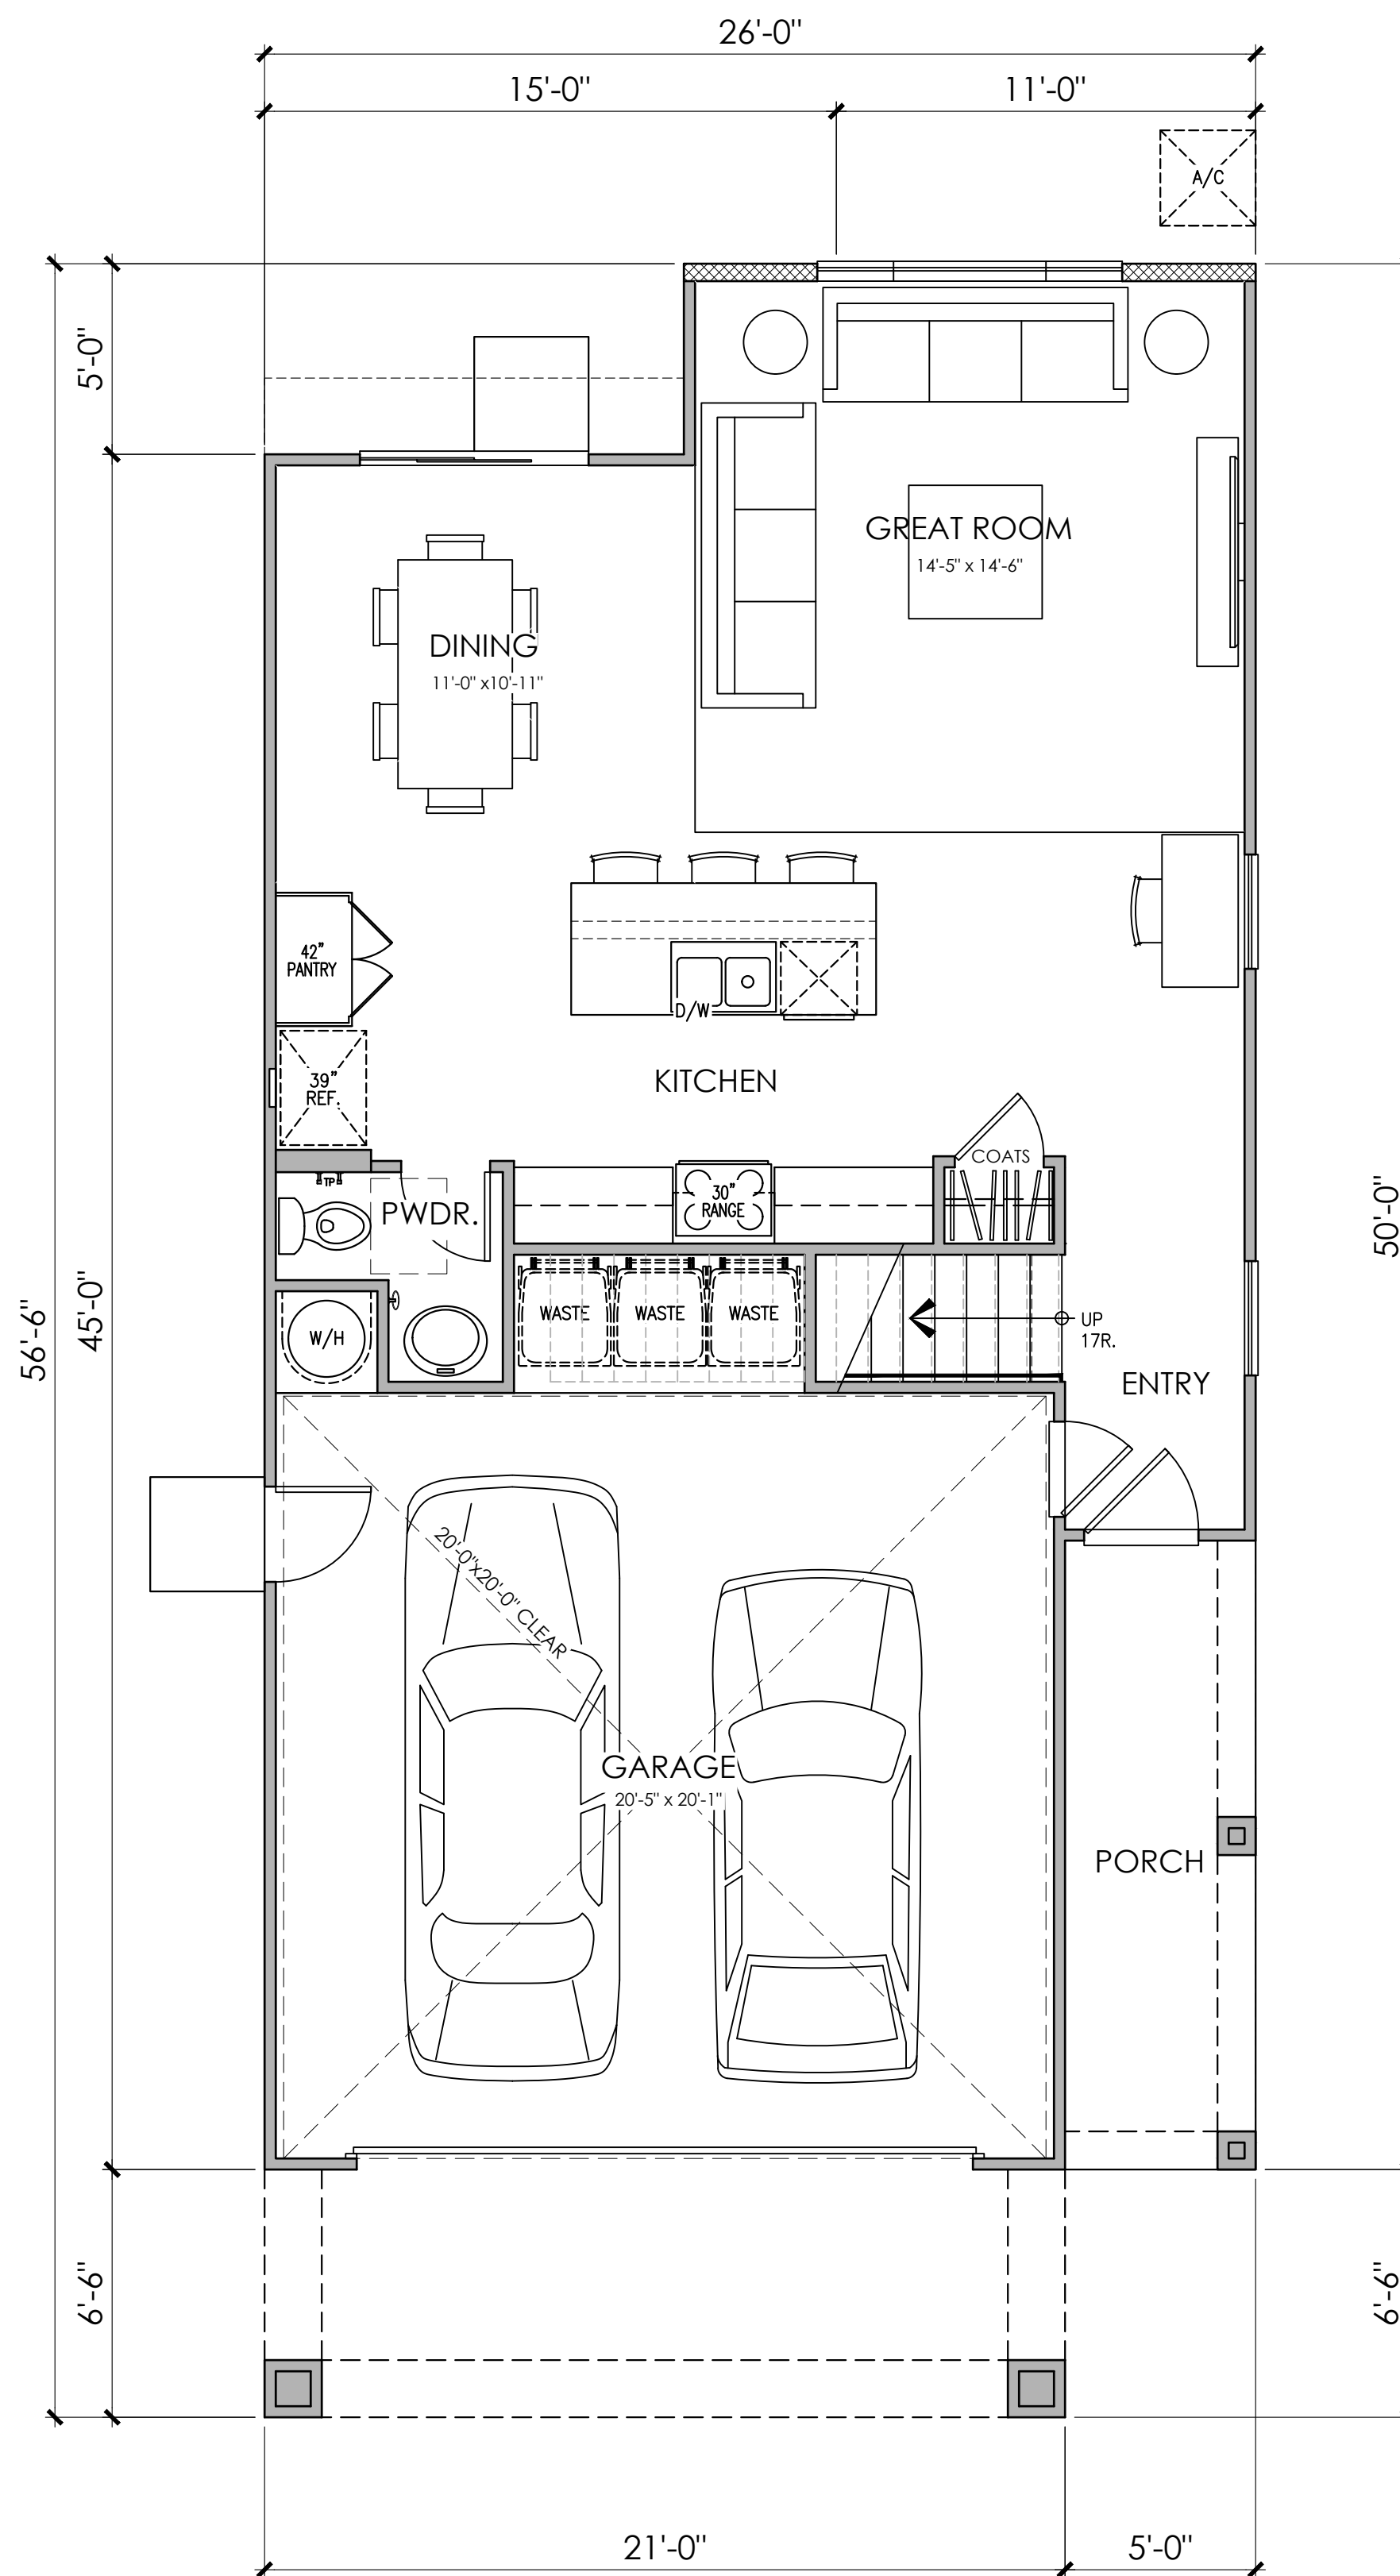 26'-0"
15'-0"
11'-0"
A/C
5'-0"
GREAT ROOM
14'-5" x 14'-6"
DINING
11'-0" x10'-11"
42"
PANTRY
D/W
39"
REF.
KITCHEN
COATS
TP
PWDR.
30"
RANGE
50'-0"
W/H
WASTE
WASTE
WASTE
UP
17R.
56'-6"
45'-0"
ENTRY
20'-0"x20'-0" CLEAR
GARAGE
20'-5" x 20'-1"
PORCH
6'-6"
6'-6"
21'-0"
5'-0"